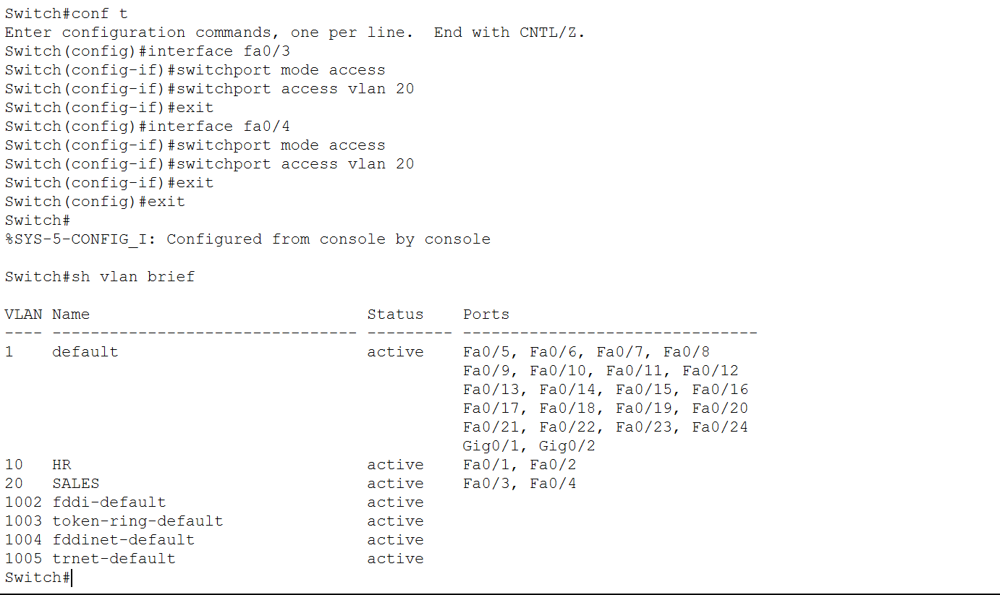 Switch#conf t
Enter configuration commands, one per line.  End with CNTL/Z.
Switch(config)#interface fa0/3
Switch(config-if)#switchport mode access
Switch(config-if)#switchport access vlan 20
Switch(config-if)#exit
Switch(config)#interface fa0/4
Switch(config-if)#switchport mode access
Switch(config-if)#switchport access vlan 20
Switch(config-if)#exit
Switch(config)#exit
Switch#
%SYS-5-CONFIG_I: Configured from console by console

Switch#sh vlan brief

VLAN Name                             Status    Ports
---- -------------------------------- --------- -------------------------------
1    default                          active    Fa0/5, Fa0/6, Fa0/7, Fa0/8
                                                Fa0/9, Fa0/10, Fa0/11, Fa0/12
                                                Fa0/13, Fa0/14, Fa0/15, Fa0/16
                                                Fa0/17, Fa0/18, Fa0/19, Fa0/20
                                                Fa0/21, Fa0/22, Fa0/23, Fa0/24
                                                Gig0/1, Gig0/2
10   HR                               active    Fa0/1, Fa0/2
20   SALES                            active    Fa0/3, Fa0/4
1002 fddi-default                     active
1003 token-ring-default               active
1004 fddinet-default                  active
1005 trnet-default                    active
Switch#